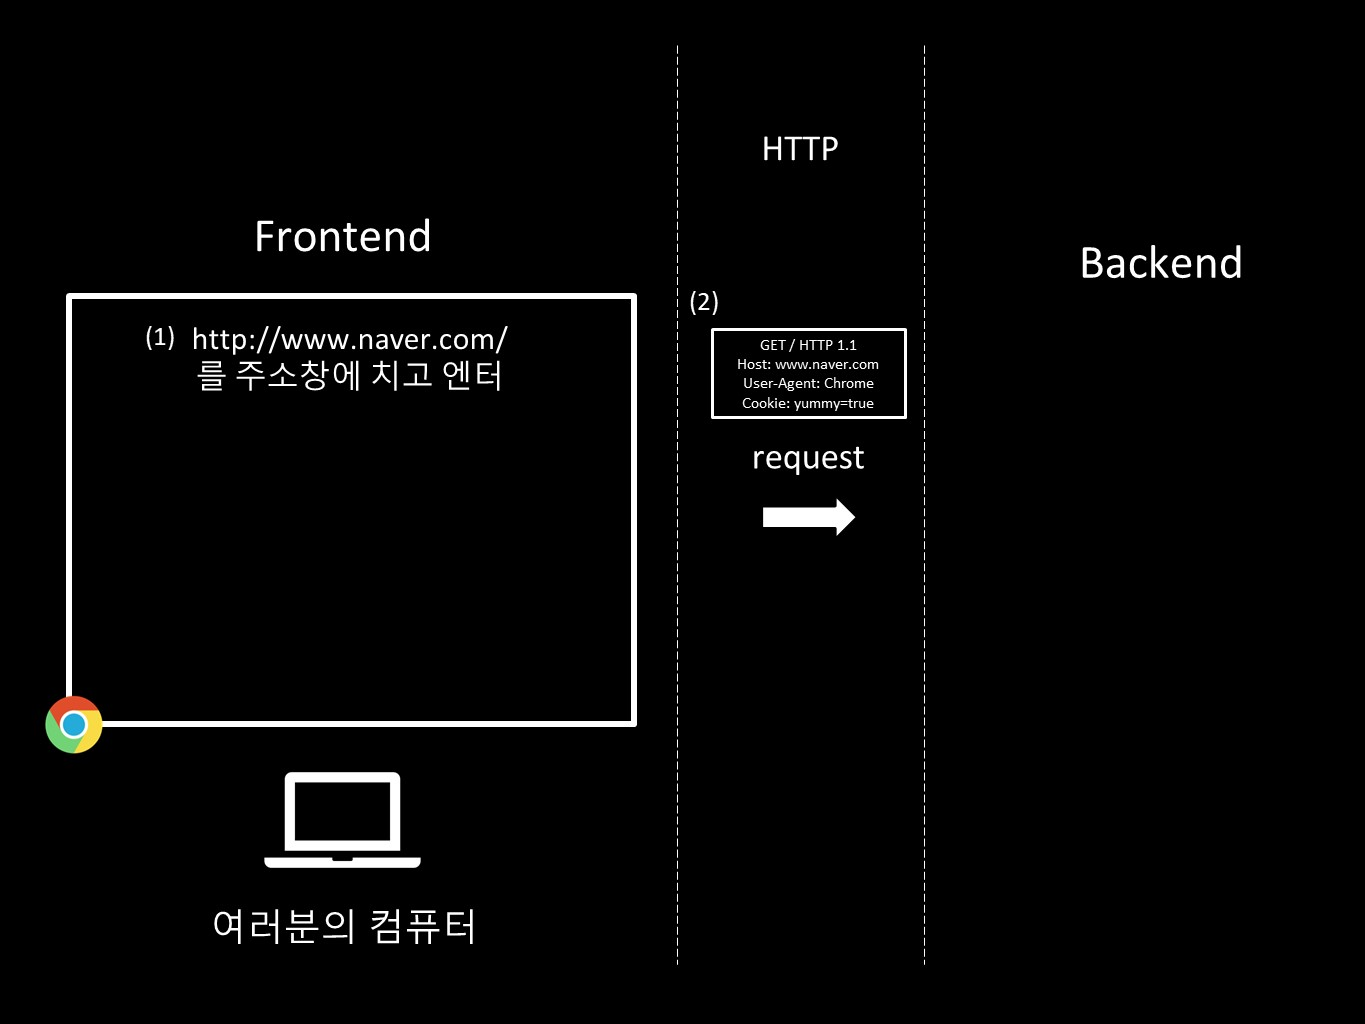 HTTP
Frontend
Backend
(1) http://www.naver.com/
를 주소창에 치고 엔터
(2)
GET / HTTP 1.1
Host: www.naver.com
User-Agent: Chrome
Cookie: yummy=true
request
여러분의 컴퓨터